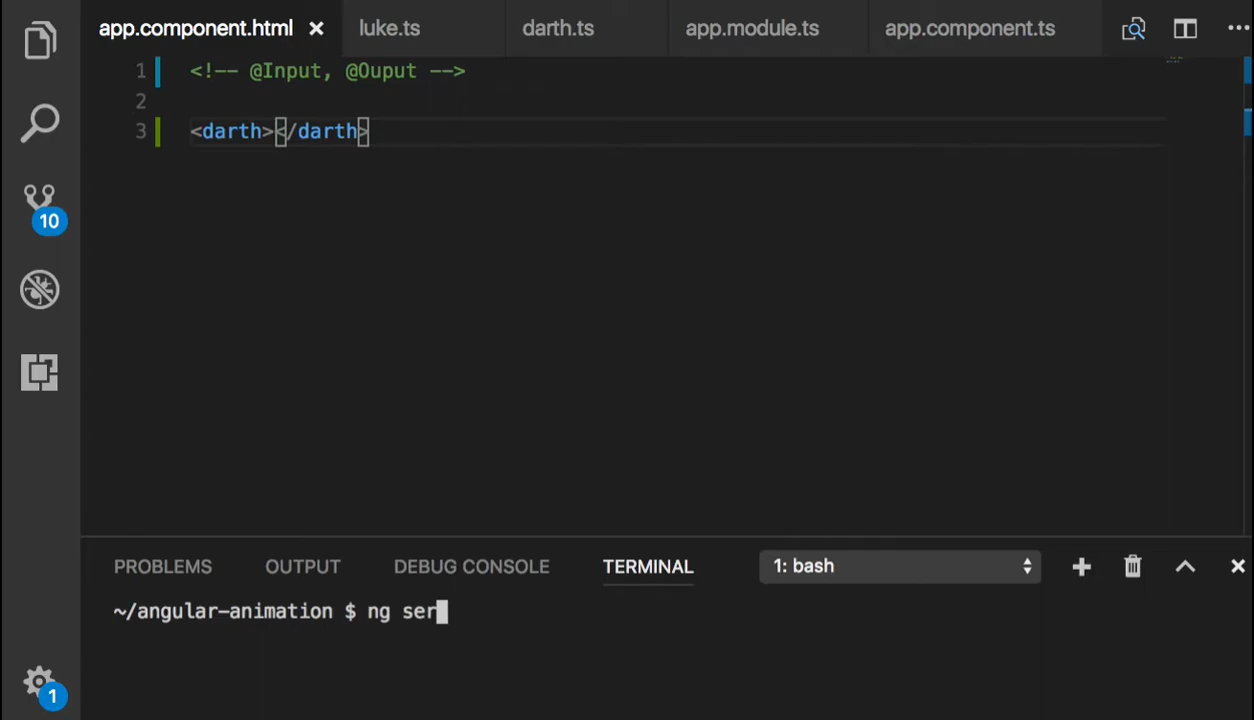 app.component.html luke.ts darth.ts app.module.ts app.component.ts
1 <!-- @Input, @Ouput -->
2
3 <darth></darth>
10
PROBLEMS OUTPUT DEBUG CONSOLE TERMINAL 1: bash
~/angular-animation $ ng ser
1